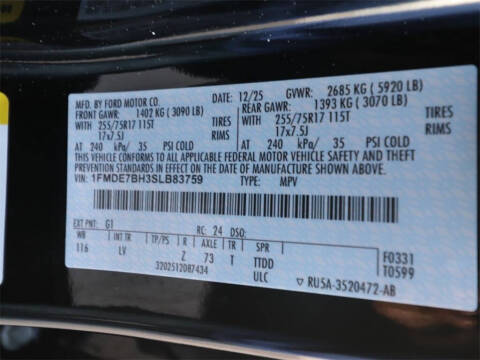 MFD. BY FORD MOTOR CO.
DATE: 12/25 GVWR: 2685 KG ( 5920 LB)
FRONT GAWR: 1402 KG ( 3090 LB) REAR GAWR: 1393 KG ( 3070 LB)
WITH 255/75R17 115T TIRES WITH 255/75R17 115T TIRES
17x7.5J RIMS 17x7.5J RIMS
AT 240 kPa/ 35 PSI COLD AT 240 kPa/ 35 PSI COLD
THIS VEHICLE CONFORMS TO ALL APPLICABLE FEDERAL MOTOR VEHICLE SAFETY AND THEFT
PREVENTION STANDARDS IN EFFECT ON THE DATE OF MANUFACTURE SHOWN ABOVE.
VIN: 1FMDE7BH3SLB83759 TYPE: MPV
EXT PNT: G1 RC: 24 DSO:
WB INT TR TP/PS R AXLE TR SPR
116 LV Z 73 T TTDD
3202512087434 ULC
F0331
T0599
▽ RU5A-3520472-AB